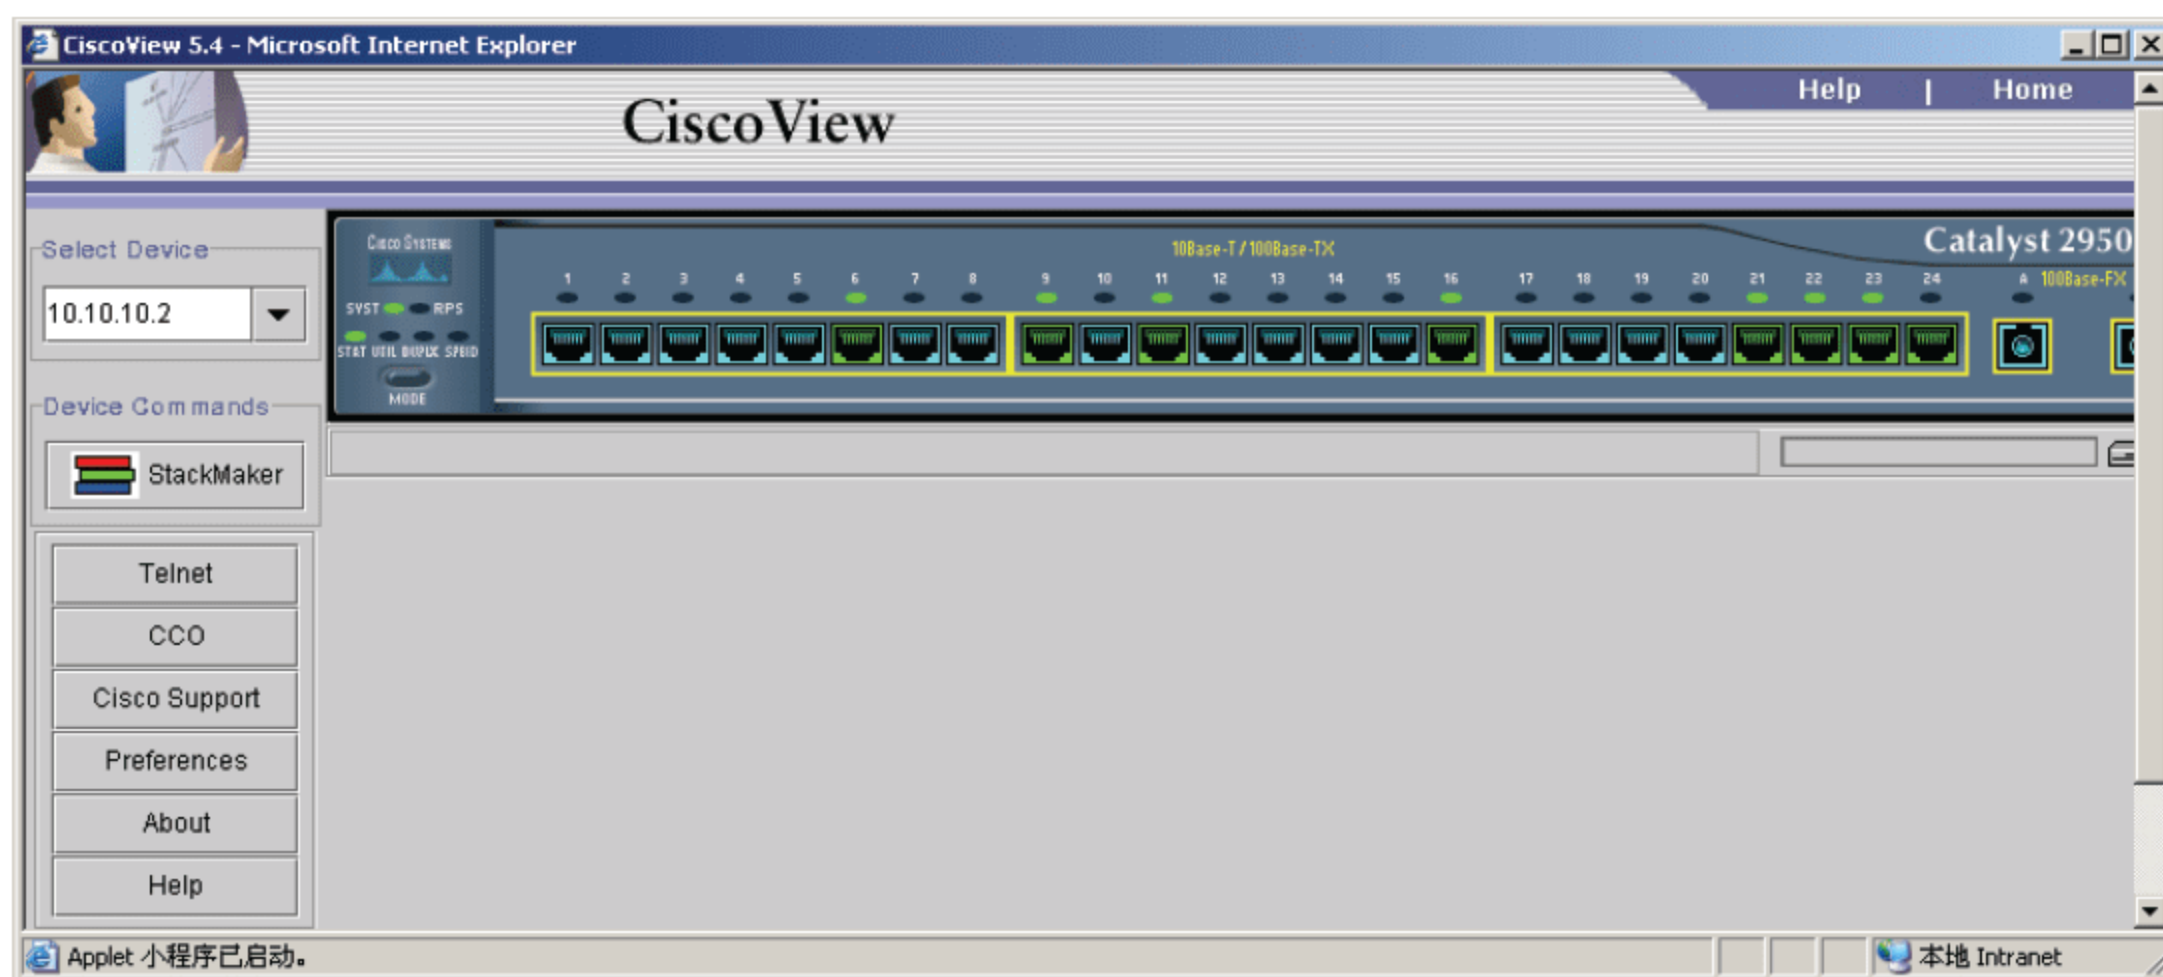 CiscoView 5.4 - Microsoft Internet Explorer
Help | Home
CiscoView
Select Device
10.10.10.2
Device Commands
StackMaker
Telnet
CCO
Cisco Support
Preferences
About
Help
CISCO SYSTEMS
SYST RPS
STAT UTIL DUPLX SPEED
MODE
10Base-T / 100Base-TX
Catalyst 2950
1 2 3 4 5 6 7 8 9 10 11 12 13 14 15 16 17 18 19 20 21 22 23 24 A 100Base-FX
Applet 小程序已启动。
本地 Intranet